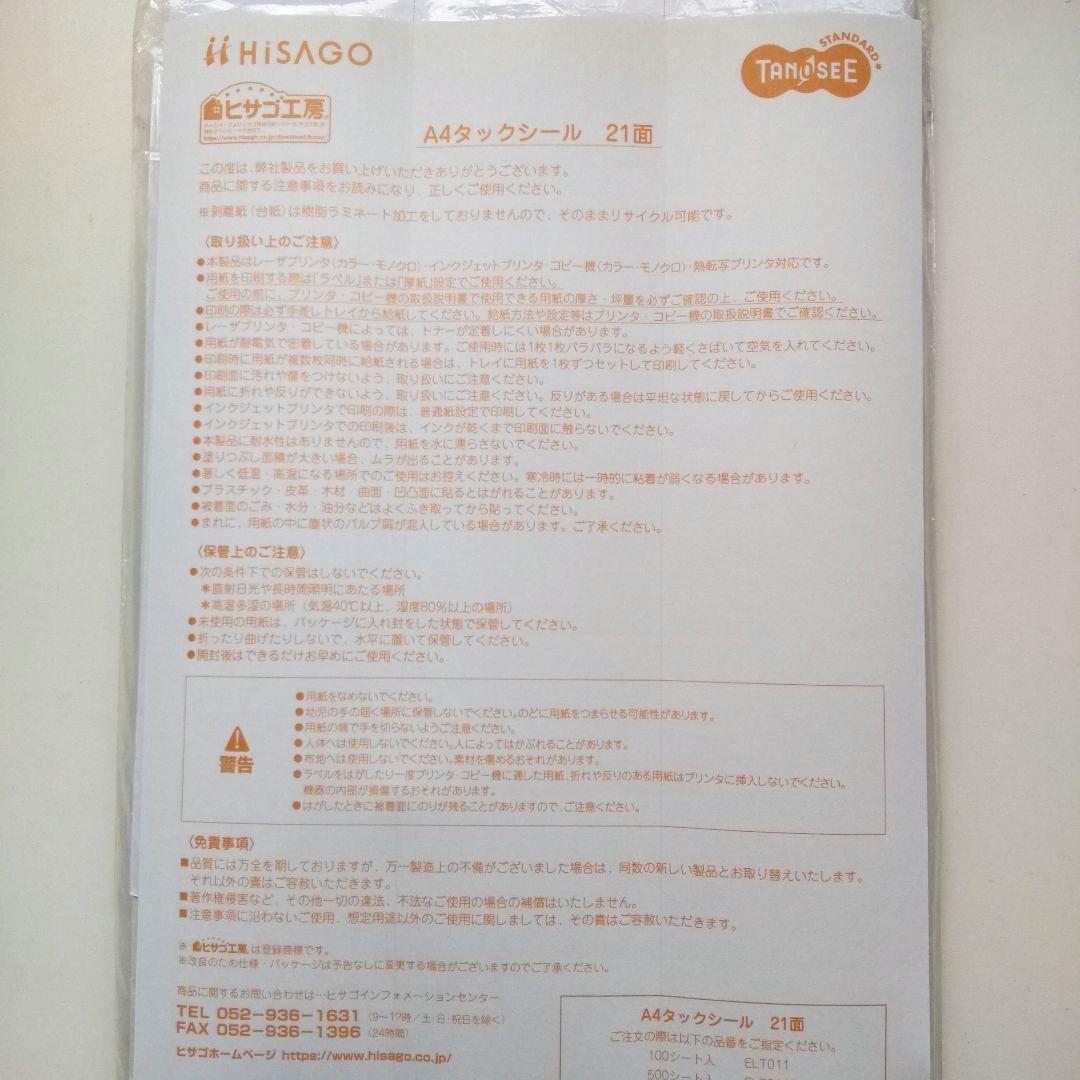 HiSAGO
STANDARD*
TANOSEE
ヒサゴ工房
https://www.hisago.co.jp/download/kobo/
A4タックシール 21面
この度は、弊社製品をお買い上げいただきありがとうございます。
商品に関する注意事項をお読みになり、正しくご使用ください。
※剥離紙(台紙)は樹脂ラミネート加工をしておりませんので、そのままリサイクル可能です。
〈取り扱い上のご注意〉
●本製品はレーザプリンタ(カラー・モノクロ)・インクジェットプリンタ・コピー機(カラー・モノクロ)・熱転写プリンタ対応です。
●用紙を印刷する際は「ラベル」または「厚紙」設定でご使用ください。
ご使用の前に、プリンタ・コピー機の取扱説明書で使用できる用紙の厚さ・坪量を必ずご確認の上、ご使用ください。
●印刷の際は必ず手差しトレイから給紙してください。給紙方法や設定等はプリンタ・コピー機の取扱説明書でご確認ください。
●レーザプリンタ・コピー機によっては、トナーが定着しにくい場合があります。
●用紙が静電気で密着している場合があります。ご使用時には1枚1枚バラバラになるよう軽くさばいて空気を入れてください。
●印刷時に用紙が複数枚同時に給紙される場合は、トレイに用紙を1枚ずつセットして印刷してください。
●印刷面に汚れや傷をつけないよう、取り扱いにご注意ください。
●用紙に折れや反りができないよう、取り扱いにご注意ください。反りがある場合は平坦な状態に戻してからご使用ください。
●インクジェットプリンタで印刷の際は、普通紙設定で印刷してください。
●インクジェットプリンタでの印刷後は、インクが乾くまで印刷面に触らないでください。
●本製品に耐水性はありませんので、用紙を水に濡らさないでください。
●塗りつぶし面積が大きい場合、ムラが出ることがあります。
●著しく低温・高温になる場所でのご使用はお控えください。寒冷時には一時的に粘着が弱くなる場合があります。
●プラスチック・皮革・木材・曲面・凹凸面に貼るとはがれることがあります。
●被着面のごみ・水分・油分などはよくふき取ってから貼ってください。
●まれに、用紙の中に塵状のパルプ屑が混入している場合があります。ご了承ください。
〈保管上のご注意〉
●次の条件下での保管はしないでください。
＊直射日光や長時間照明にあたる場所
＊高温多湿の場所（気温40℃以上、湿度80％以上の場所）
●未使用の用紙は、パッケージに入れ封をした状態で保管してください。
●折ったり曲げたりしないで、水平に置いて保管してください。
●開封後はできるだけお早めにご使用ください。
警告
●用紙をなめないでください。
●幼児の手の届く場所に保管しないでください。のどに用紙をつまらせる可能性があります。
●用紙の端で手を切らないようご注意ください。
●人体へは使用しないでください。人によってはかぶれることがあります。
●布地へは使用しないでください。素材を傷めるおそれがあります。
●ラベルをはがしたり一度プリンタ・コピー機に通した用紙、折れや反りのある用紙はプリンタに挿入しないでください。
機器の内部が損傷するおそれがあります。
●はがしたときに被着面にのりが残ることがありますので、ご注意ください。
〈免責事項〉
■品質には万全を期しておりますが、万一製造上の不備がございました場合は、同数の新しい製品とお取り替えいたします。
それ以外の責はご容赦いただきます。
■著作権侵害など、その他一切の違法、不法なご使用の場合の補償はいたしません。
■注意事項に沿わないご使用、想定用途以外のご使用に関しましては、その責はご容赦いただきます。
※ヒサゴ工房は登録商標です。
※改良のため仕様・パッケージは予告なしに変更する場合がございますのでご了承ください。
商品に関するお問い合わせは…ヒサゴインフォメーションセンター
TEL 052-936-1631（9〜17時／土・日・祝日を除く）
FAX 052-936-1396（24時間）
ヒサゴホームページ https://www.hisago.co.jp/
A4タックシール 21面
ご注文の際は以下の品番をご指定ください。
100シート入 ELT011
500シート入